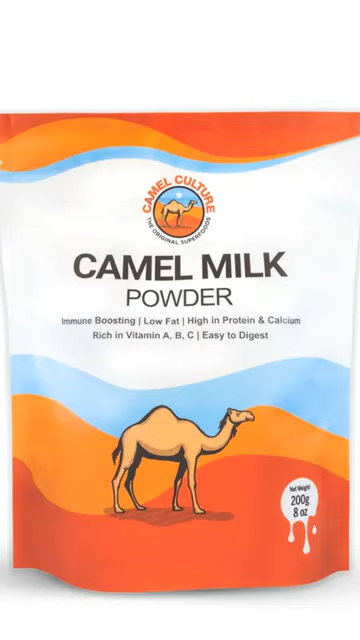 CAMEL CULTURE
THE ORIGINAL SUPERFOODS
CAMEL MILK
POWDER
Immune Boosting | Low Fat | High in Protein & Calcium
Rich in Vitamin A, B, C | Easy to Digest
Net Weight
200g
8 oz